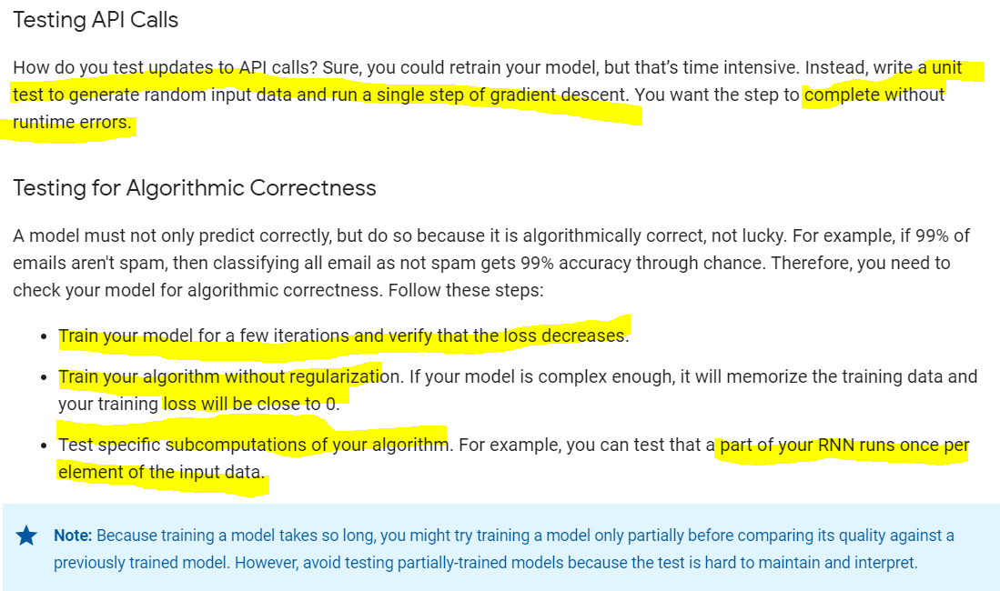 Testing API Calls
How do you test updates to API calls? Sure, you could retrain your model, but that's time intensive. Instead, write a unit
test to generate random input data and run a single step of gradient descent. You want the step to complete without
runtime errors.
Testing for Algorithmic Correctness
A model must not only predict correctly, but do so because it is algorithmically correct, not lucky. For example, if 99% of
emails aren't spam, then classifying all email as not spam gets 99% accuracy through chance. Therefore, you need to
check your model for algorithmic correctness. Follow these steps:
• Train your model for a few iterations and verify that the loss decreases.
• Train your algorithm without regularization. If your model is complex enough, it will memorize the training data and
your training loss will be close to 0.
• Test specific subcomputations of your algorithm. For example, you can test that a part of your RNN runs once per
element of the input data.
Note: Because training a model takes so long, you might try training a model only partially before comparing its quality against a
previously trained model. However, avoid testing partially-trained models because the test is hard to maintain and interpret.